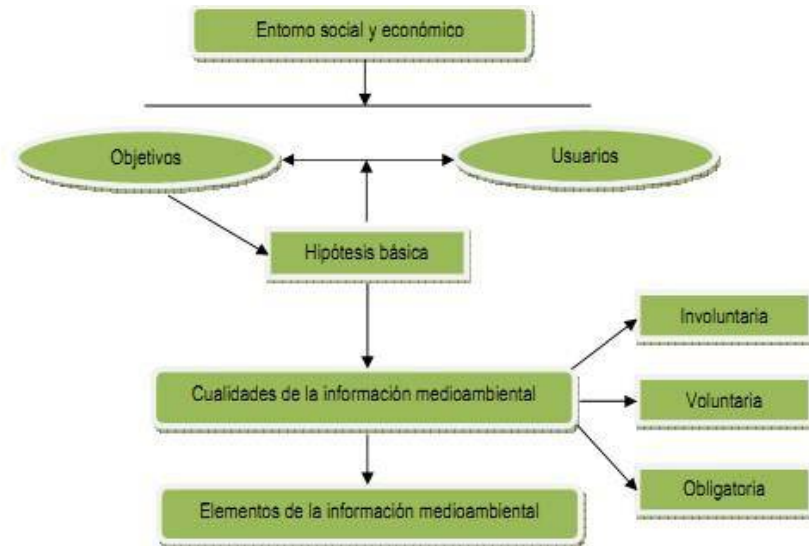 Entorno social y económico
Objetivos
Usuarios
Hipótesis básica
Involuntaria
Cualidades de la información medioambiental
Voluntaria
Obligatoria
Elementos de la información medioambiental